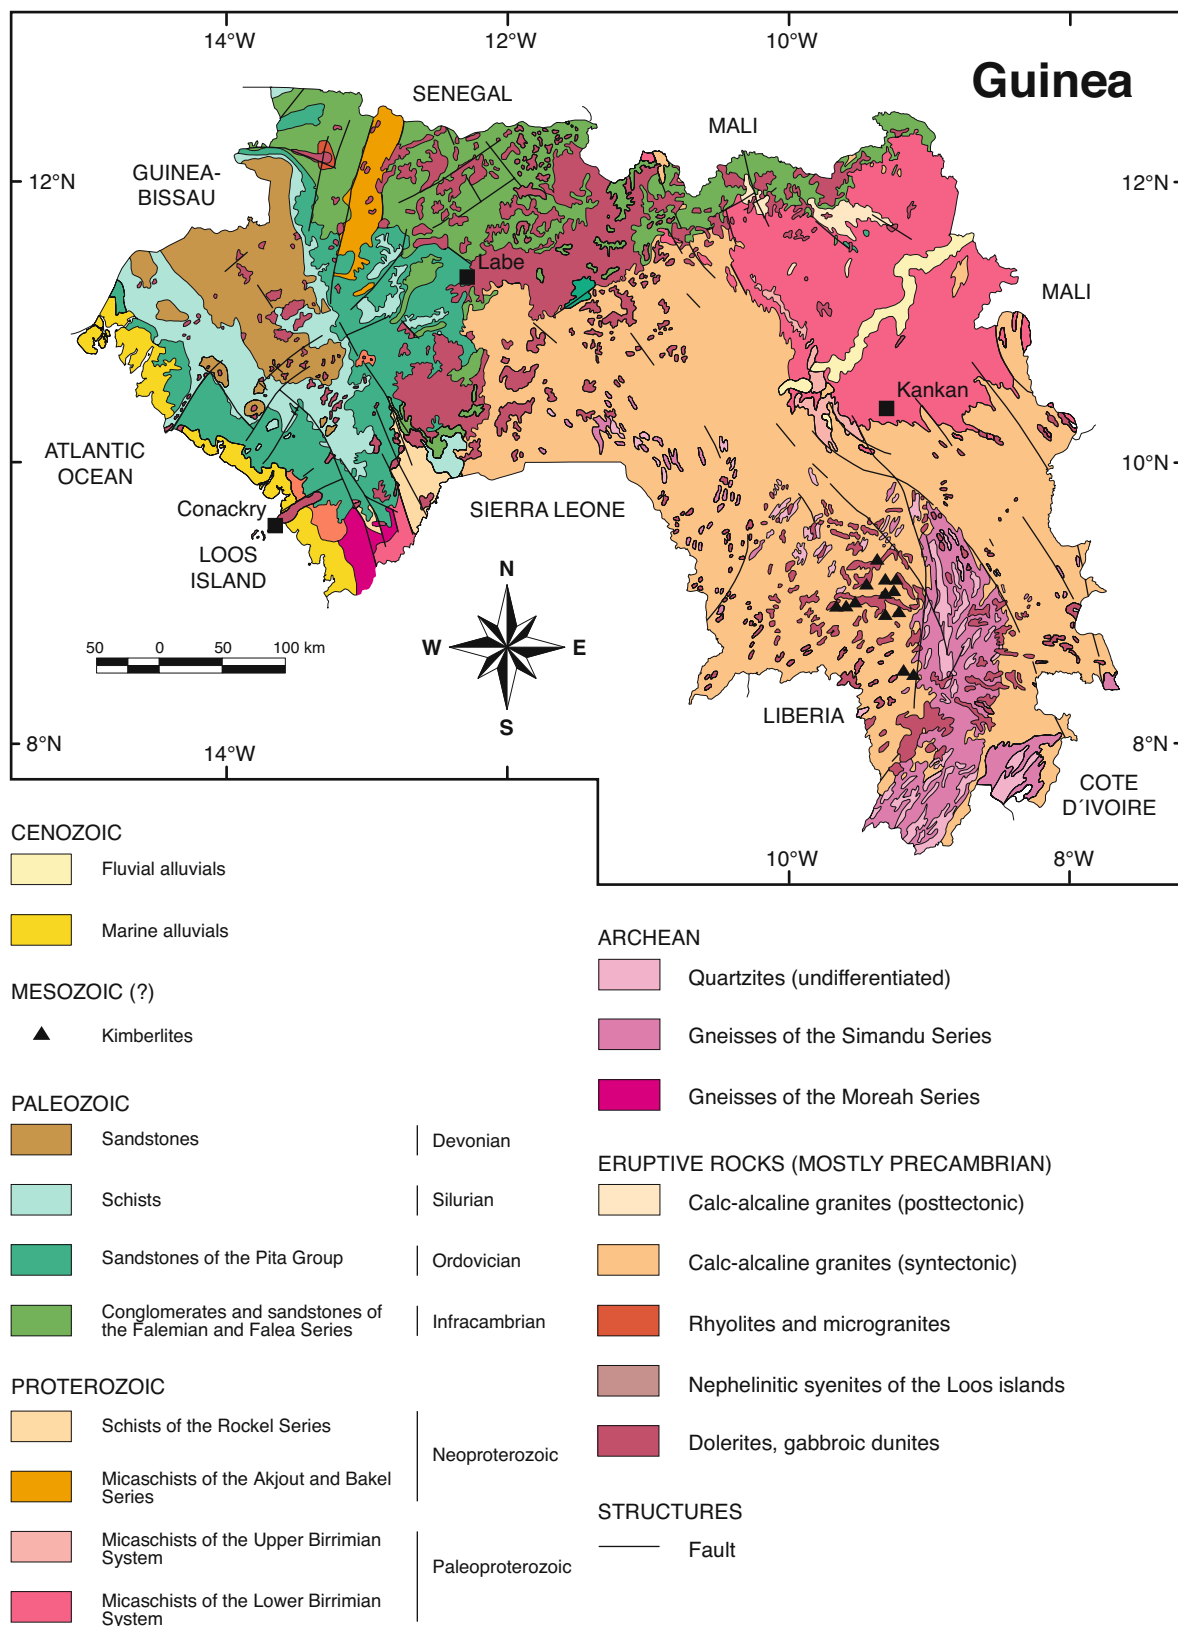 14°W
12°W
10°W
Guinea
SENEGAL
MALI
GUINEA-
BISSAU
12°N
12°N
Labe
MALI
Kankan
ATLANTIC
OCEAN
10°N
Conackry
SIERRA LEONE
LOOS
ISLAND
N
W
E
S
50
0
50
100 km
LIBERIA
8°N
14°W
8°N
COTE
D´IVOIRE
10°W
8°W
CENOZOIC
Fluvial alluvials
Marine alluvials
MESOZOIC (?)
Kimberlites
PALEOZOIC
Sandstones
Devonian
Schists
Silurian
Sandstones of the Pita Group
Ordovician
Conglomerates and sandstones of
the Falemian and Falea Series
Infracambrian
PROTEROZOIC
Schists of the Rockel Series
Neoproterozoic
Micaschists of the Akjout and Bakel
Series
Micaschists of the Upper Birrimian
System
Paleoproterozoic
Micaschists of the Lower Birrimian
System
ARCHEAN
Quartzites (undifferentiated)
Gneisses of the Simandu Series
Gneisses of the Moreah Series
ERUPTIVE ROCKS (MOSTLY PRECAMBRIAN)
Calc-alcaline granites (posttectonic)
Calc-alcaline granites (syntectonic)
Rhyolites and microgranites
Nephelinitic syenites of the Loos islands
Dolerites, gabbroic dunites
STRUCTURES
Fault